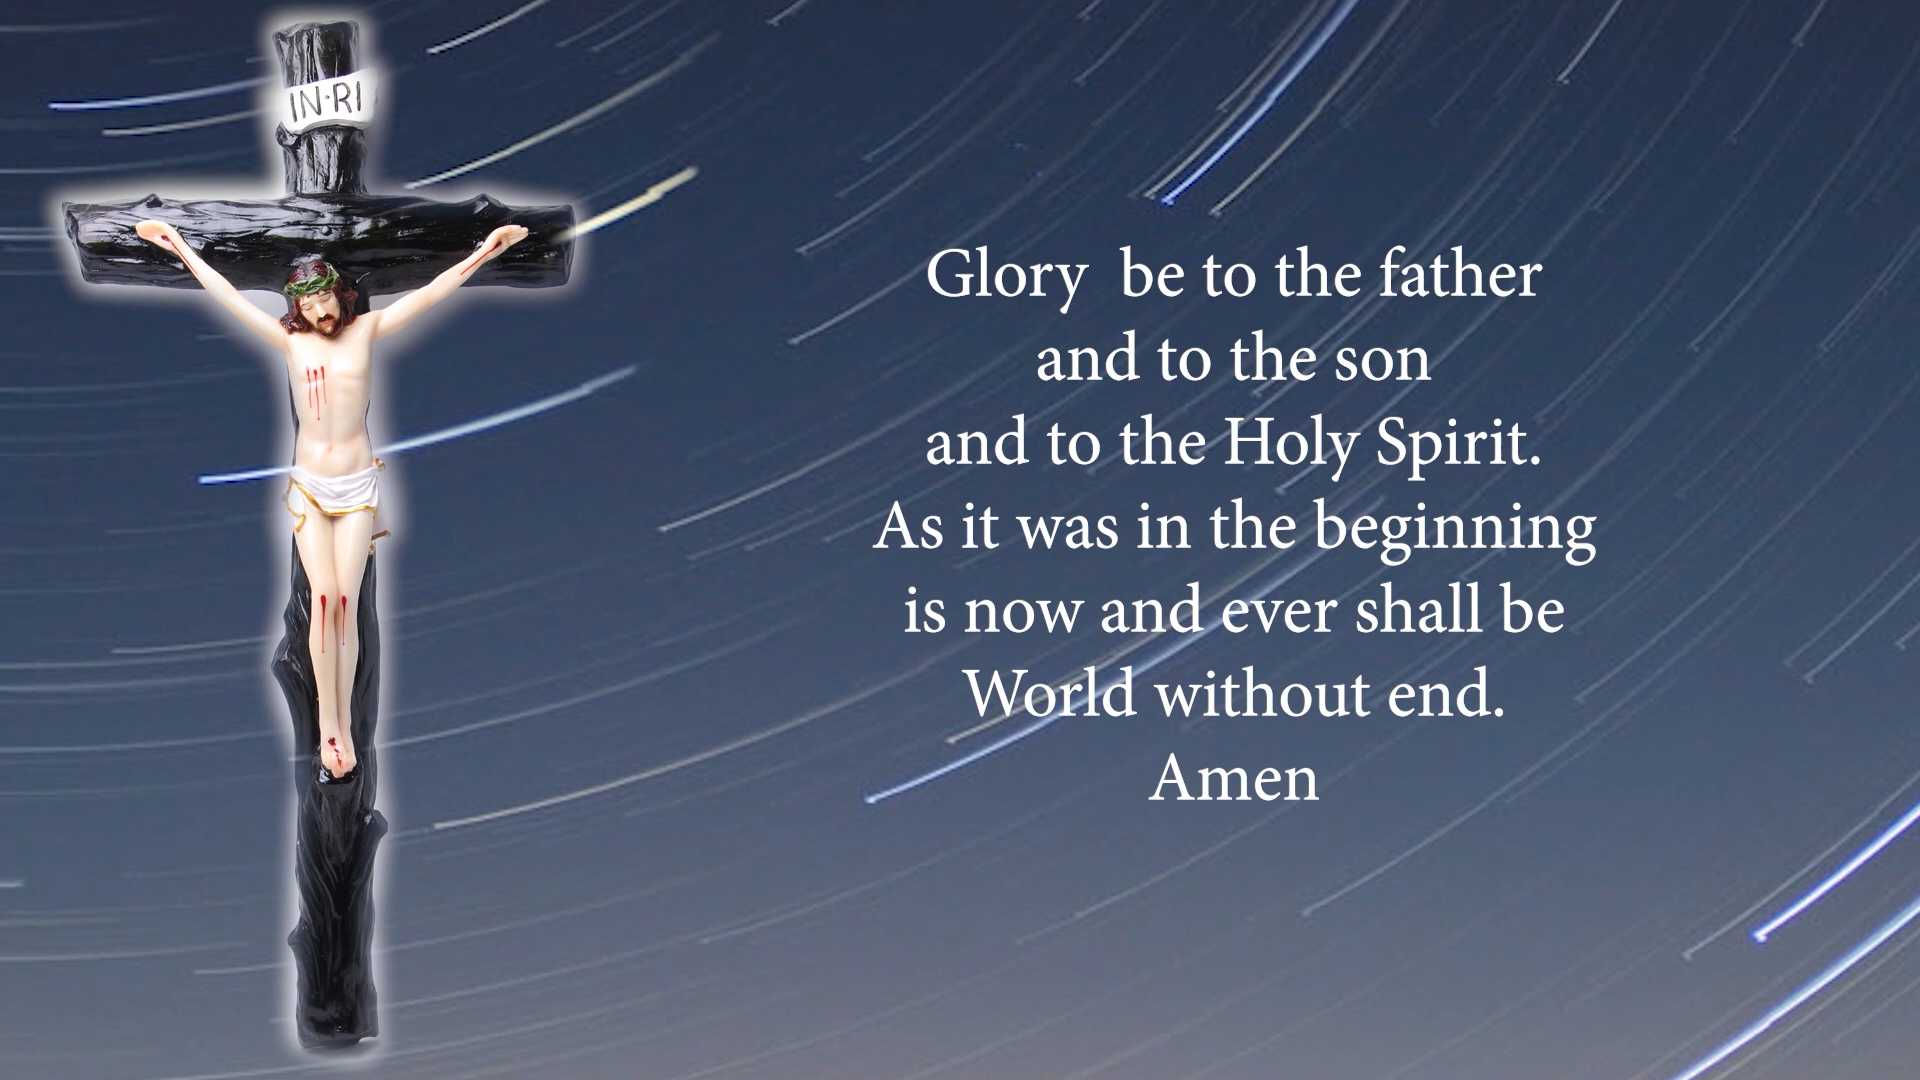 IN·RI
Glory  be to the father
and to the son
and to the Holy Spirit.
As it was in the beginning
is now and ever shall be
World without end.
Amen